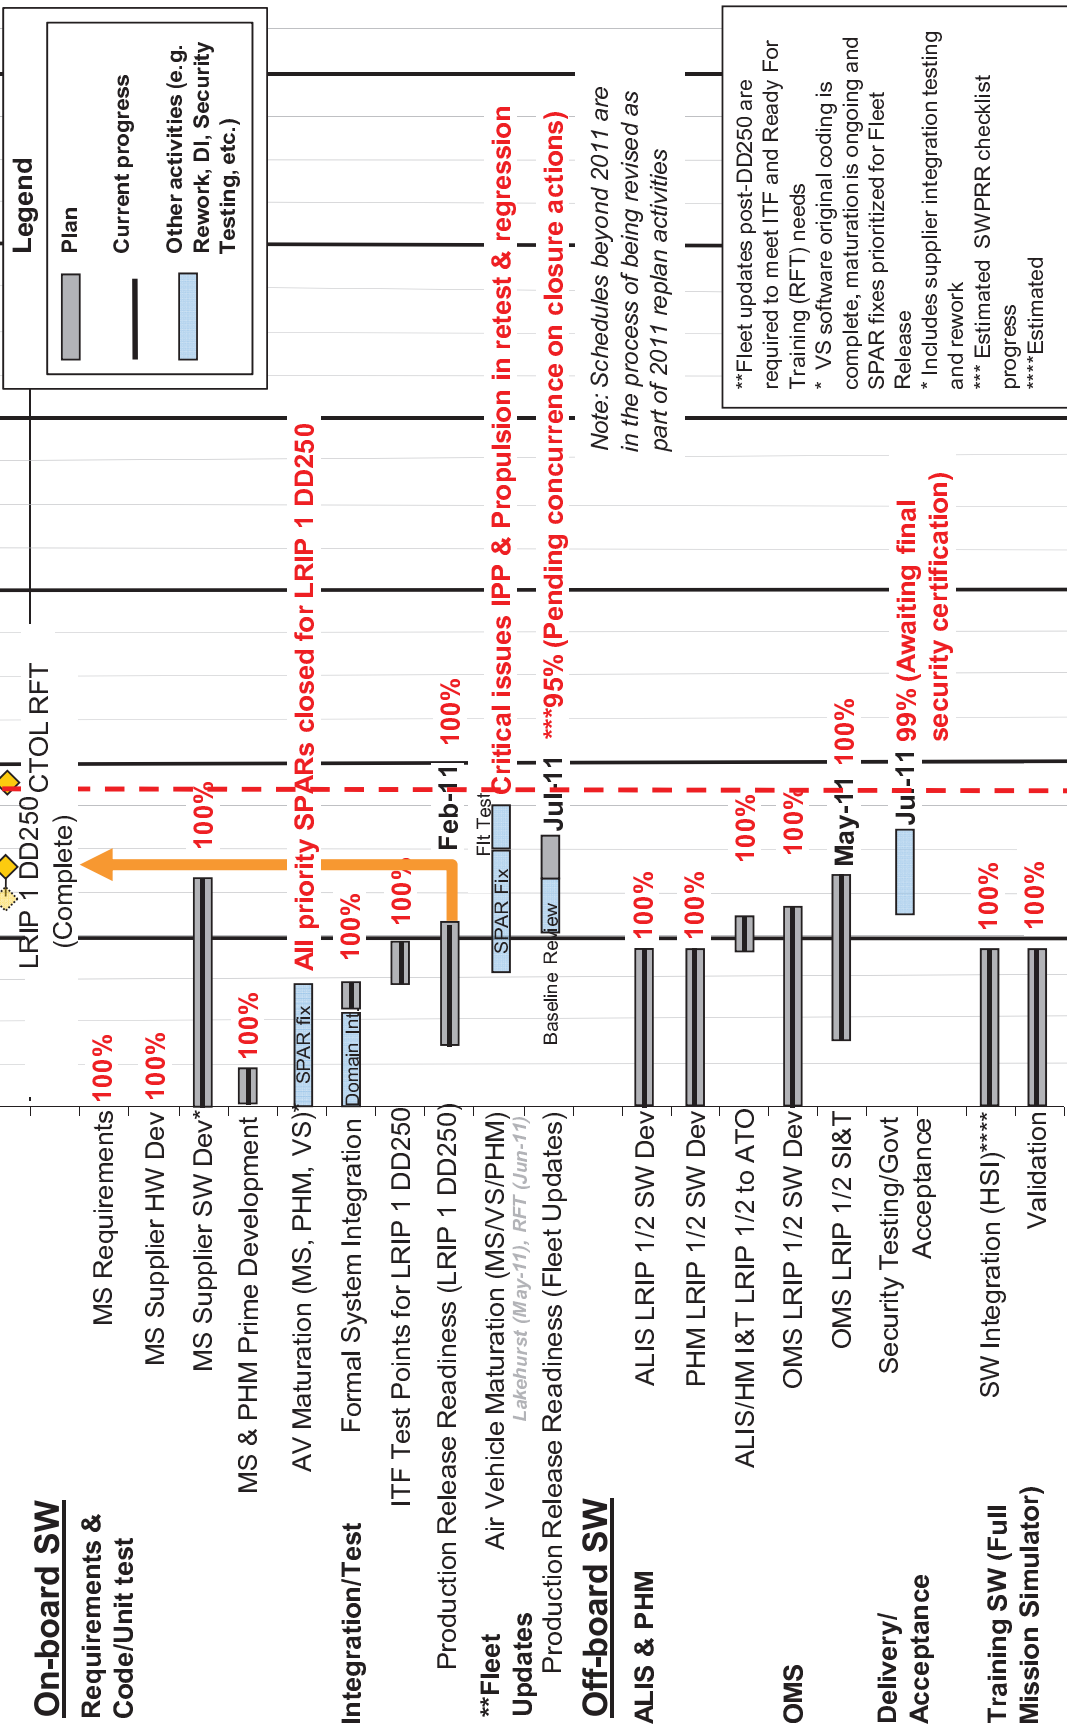 Legend
Plan
Current progress
Other activities (e.g.
Rework, DI, Security
Testing, etc.)
LRIP 1 DD250
(Complete)
CTOL RFT
On-board SW
Requirements &
Code/Unit test
MS Requirements
100%
MS Supplier HW Dev
100%
MS Supplier SW Dev*
100%
MS & PHM Prime Development
100%
AV Maturation (MS, PHM, VS)*
SPAR fix
All priority SPARs closed for LRIP 1 DD250
Integration/Test
Formal System Integration
Domain Int
100%
ITF Test Points for LRIP 1 DD250
100%
Production Release Readiness (LRIP 1 DD250)
Feb-11
100%
**Fleet
Updates
Air Vehicle Maturation (MS/VS/PHM)
Lakehurst (May-11), RFT (Jun-11)
SPAR Fix
Flt Test
Critical issues IPP & Propulsion in retest & regression
Production Release Readiness (Fleet Updates)
Baseline Review
Jul-11
***95% (Pending concurrence on closure actions)
Note: Schedules beyond 2011 are
in the process of being revised as
part of 2011 replan activities
Off-board SW
ALIS & PHM
ALIS LRIP 1/2 SW Dev
100%
PHM LRIP 1/2 SW Dev
100%
ALIS/HM I&T LRIP 1/2 to ATO
100%
OMS
OMS LRIP 1/2 SW Dev
100%
OMS LRIP 1/2 SI&T
May-11
100%
Delivery/
Acceptance
Security Testing/Govt
Acceptance
Jul-11
99% (Awaiting final
security certification)
Training SW (Full
Mission Simulator)
SW Integration (HSI)****
100%
Validation
100%
**Fleet updates post-DD250 are
required to meet ITF and Ready For
Training (RFT) needs
* VS software original coding is
complete, maturation is ongoing and
SPAR fixes prioritized for Fleet
Release
* Includes supplier integration testing
and rework
*** Estimated SWPRR checklist
progress
****Estimated